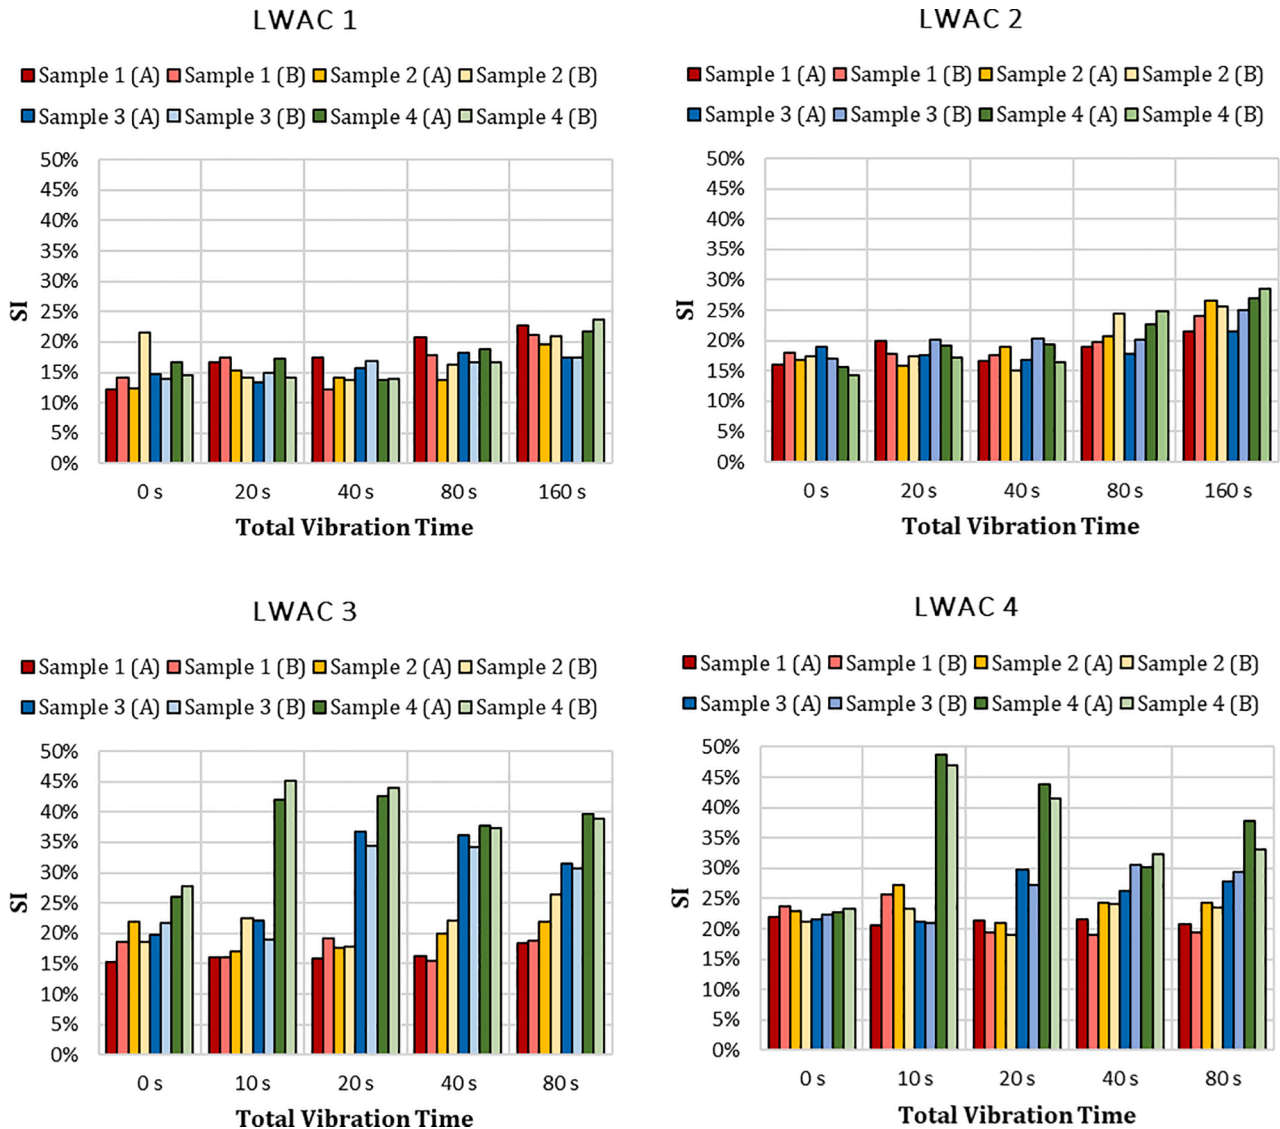 LWAC 1
Sample 1 (A) Sample 1 (B) Sample 2 (A) Sample 2 (B)
Sample 3 (A) Sample 3 (B) Sample 4 (A) Sample 4 (B)
50%
45%
40%
35%
30%
25%
20%
15%
10%
5%
0%
SI
0 s 20 s 40 s 80 s 160 s
Total Vibration Time
LWAC 2
Sample 1 (A) Sample 1 (B) Sample 2 (A) Sample 2 (B)
Sample 3 (A) Sample 3 (B) Sample 4 (A) Sample 4 (B)
50%
45%
40%
35%
30%
25%
20%
15%
10%
5%
0%
SI
0 s 20 s 40 s 80 s 160 s
Total Vibration Time
LWAC 3
Sample 1 (A) Sample 1 (B) Sample 2 (A) Sample 2 (B)
Sample 3 (A) Sample 3 (B) Sample 4 (A) Sample 4 (B)
50%
45%
40%
35%
30%
25%
20%
15%
10%
5%
0%
SI
0 s 10 s 20 s 40 s 80 s
Total Vibration Time
LWAC 4
Sample 1 (A) Sample 1 (B) Sample 2 (A) Sample 2 (B)
Sample 3 (A) Sample 3 (B) Sample 4 (A) Sample 4 (B)
50%
45%
40%
35%
30%
25%
20%
15%
10%
5%
0%
SI
0 s 10 s 20 s 40 s 80 s
Total Vibration Time